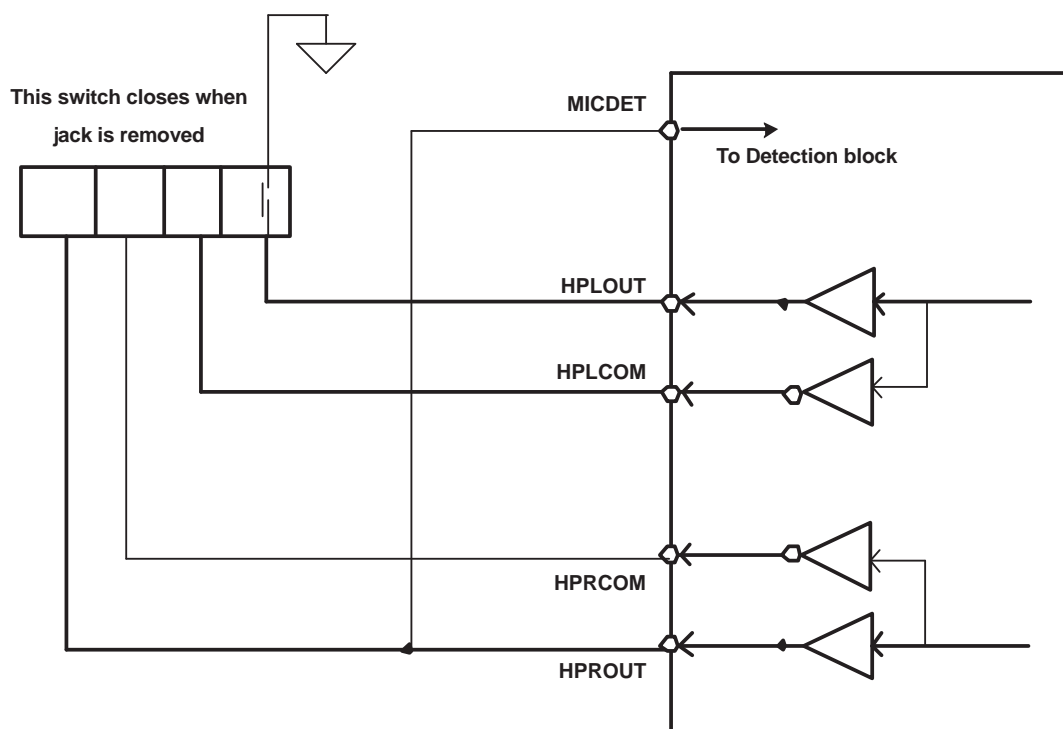 This switch closes when
jack is removed
MICDET
To Detection block
HPLOUT
HPLCOM
HPRCOM
HPROUT